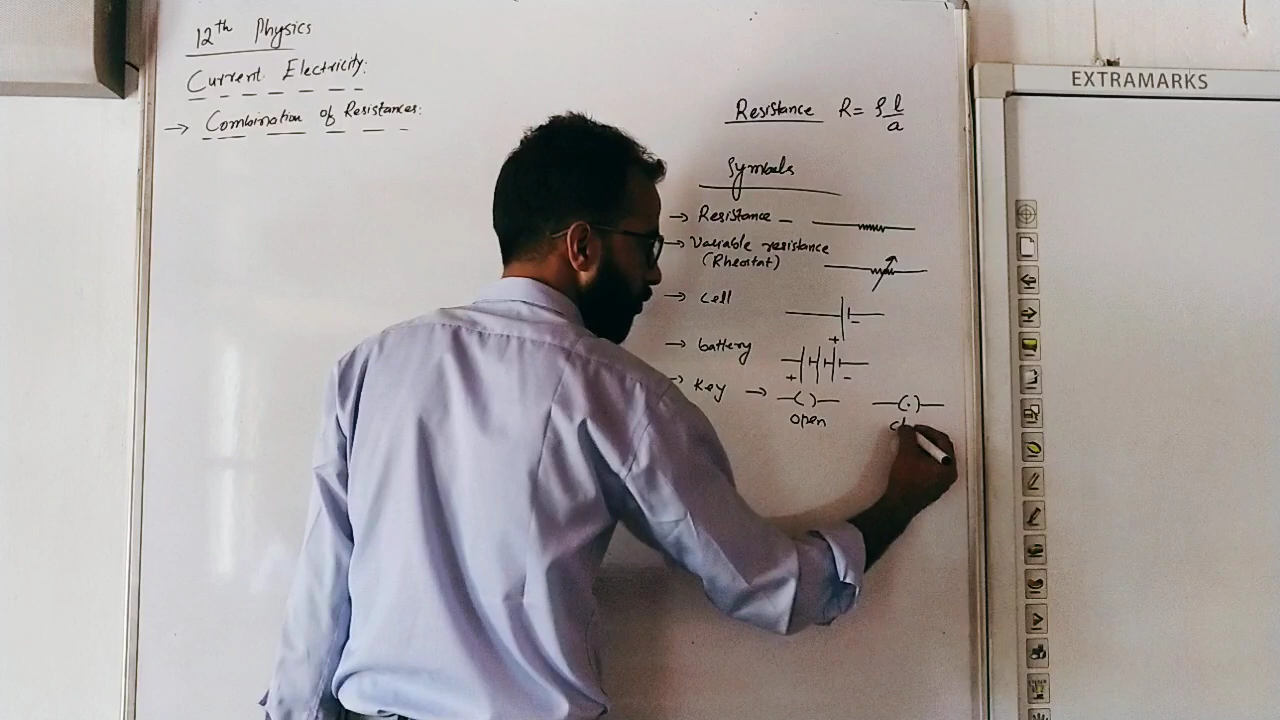 12th Physics
Current Electricity:
→ Combination of Resistances:
Resistance R = ρ l/a
Symbols
→ Resistance –
→ Variable resistance
(Rheostat)
→ Cell
→ battery
→ Key →
open
+
–
+
–
EXTRAMARKS